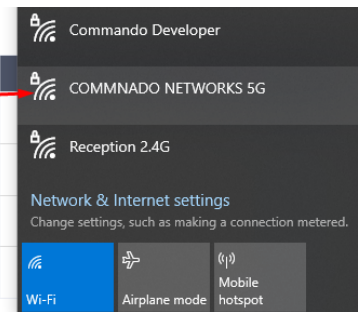 Commando Developer
COMMNADO NETWORKS 5G
Reception 2.4G
Network & Internet settings
Change settings, such as making a connection metered.
Wi-Fi
Airplane mode
Mobile
hotspot